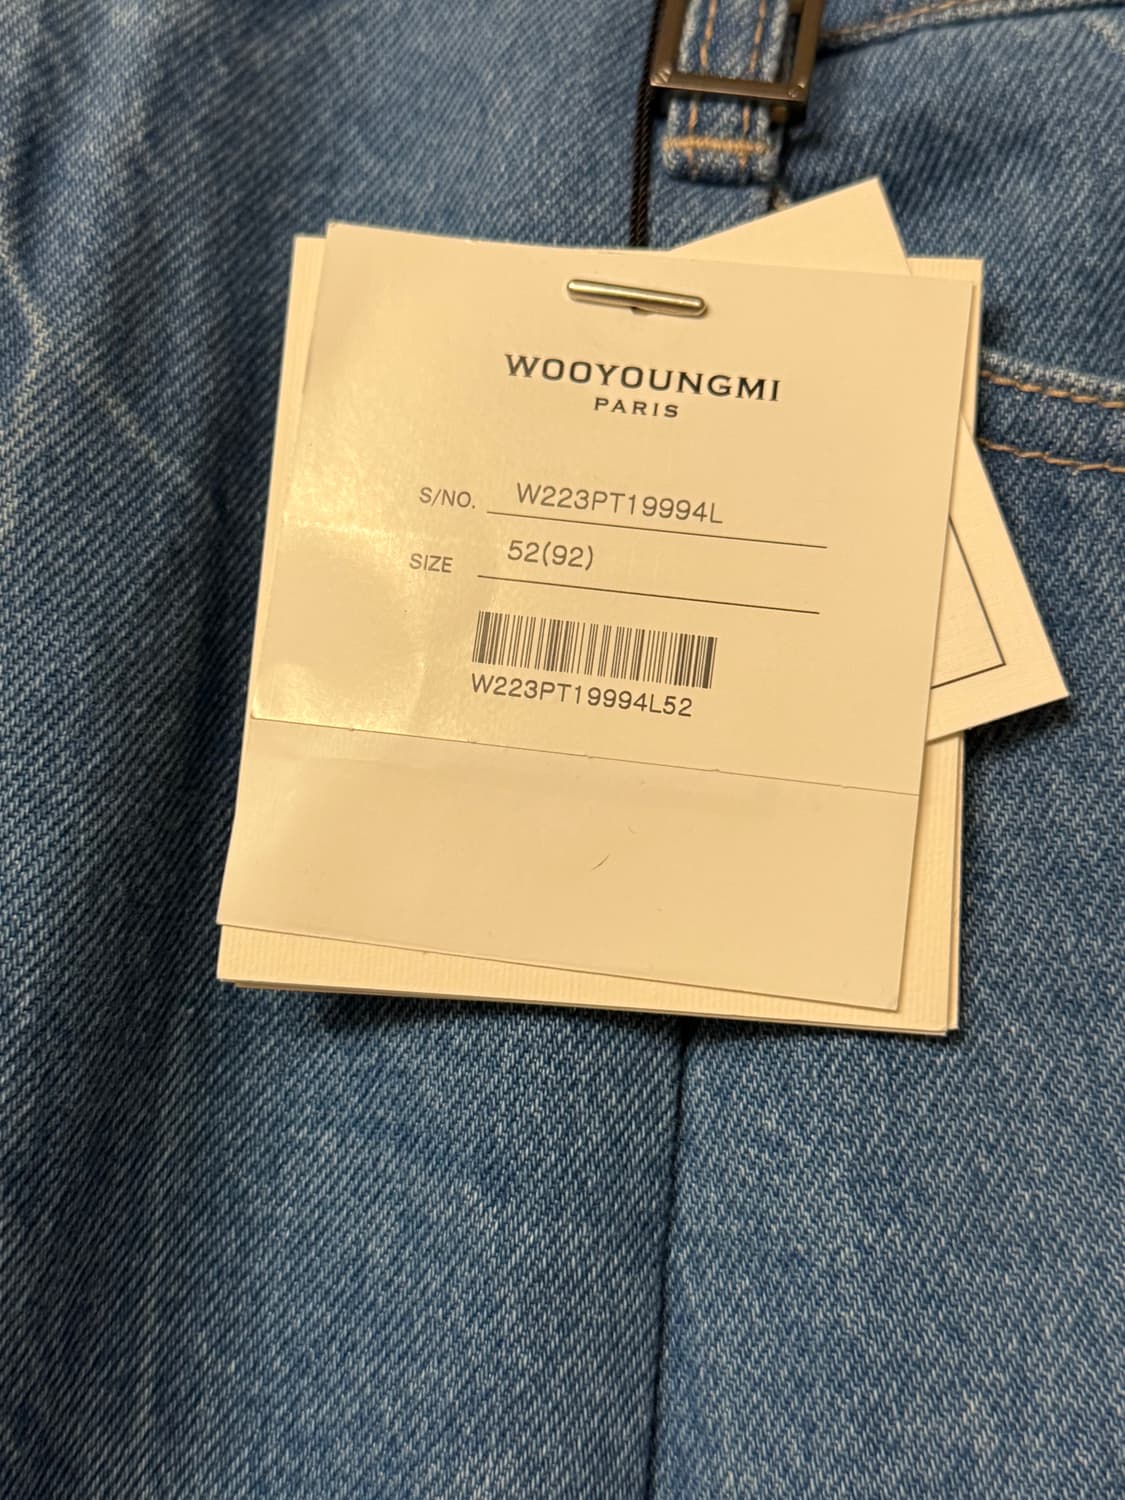 WOOYOUNGMI
PARIS
S/NO. W223PT19994L
SIZE 52(92)
W223PT19994L52